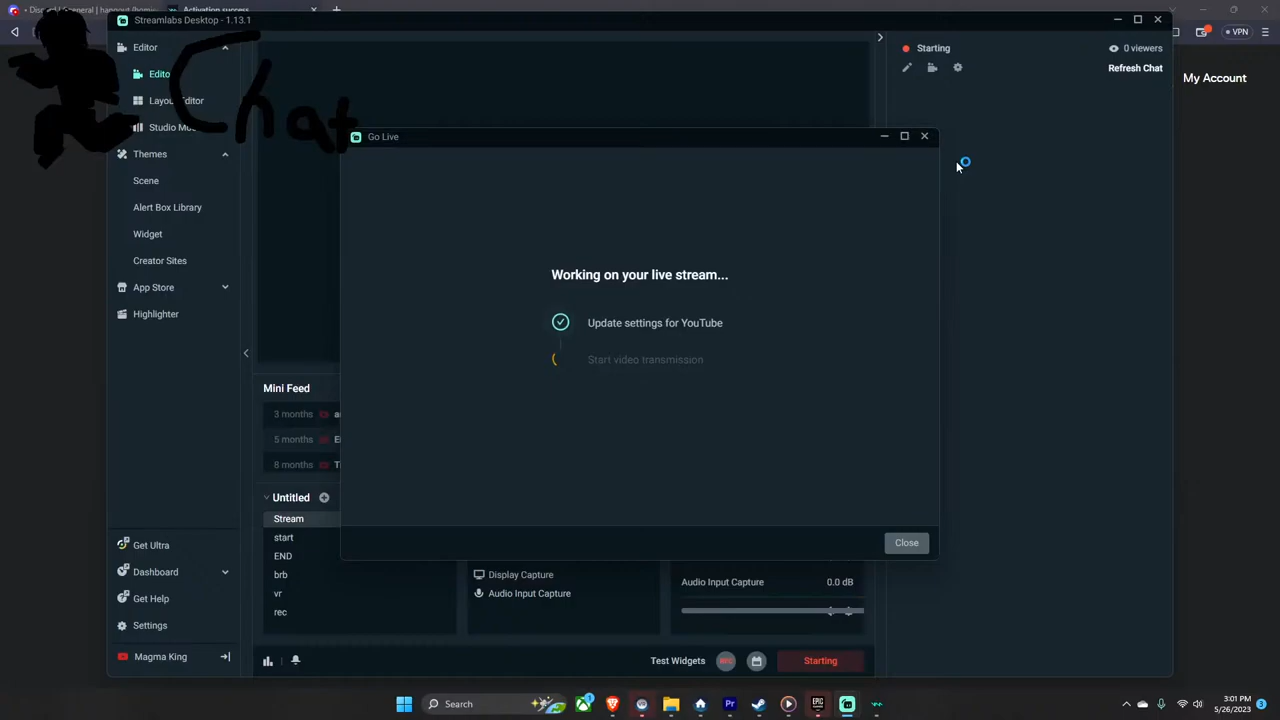 Activation success
Streamlabs Desktop - 1.13.1
VPN
Editor
Starting
0 viewers
Refresh Chat
My Account
Chat
Studio
Go Live
Themes
Scene
Alert Box Library
Widget
Creator Sites
App Store
Highlighter
Working on your live stream...
Update settings for YouTube
Start video transmission
Mini Feed
3 months
5 months
8 months
Untitled
Stream
start
END
brb
vr
rec
Close
Display Capture
Audio Input Capture
Audio Input Capture 0.0 dB
Get Ultra
Dashboard
Get Help
Settings
Magma King
Test Widgets
REC
Starting
Search
3:01 PM
5/26/2023